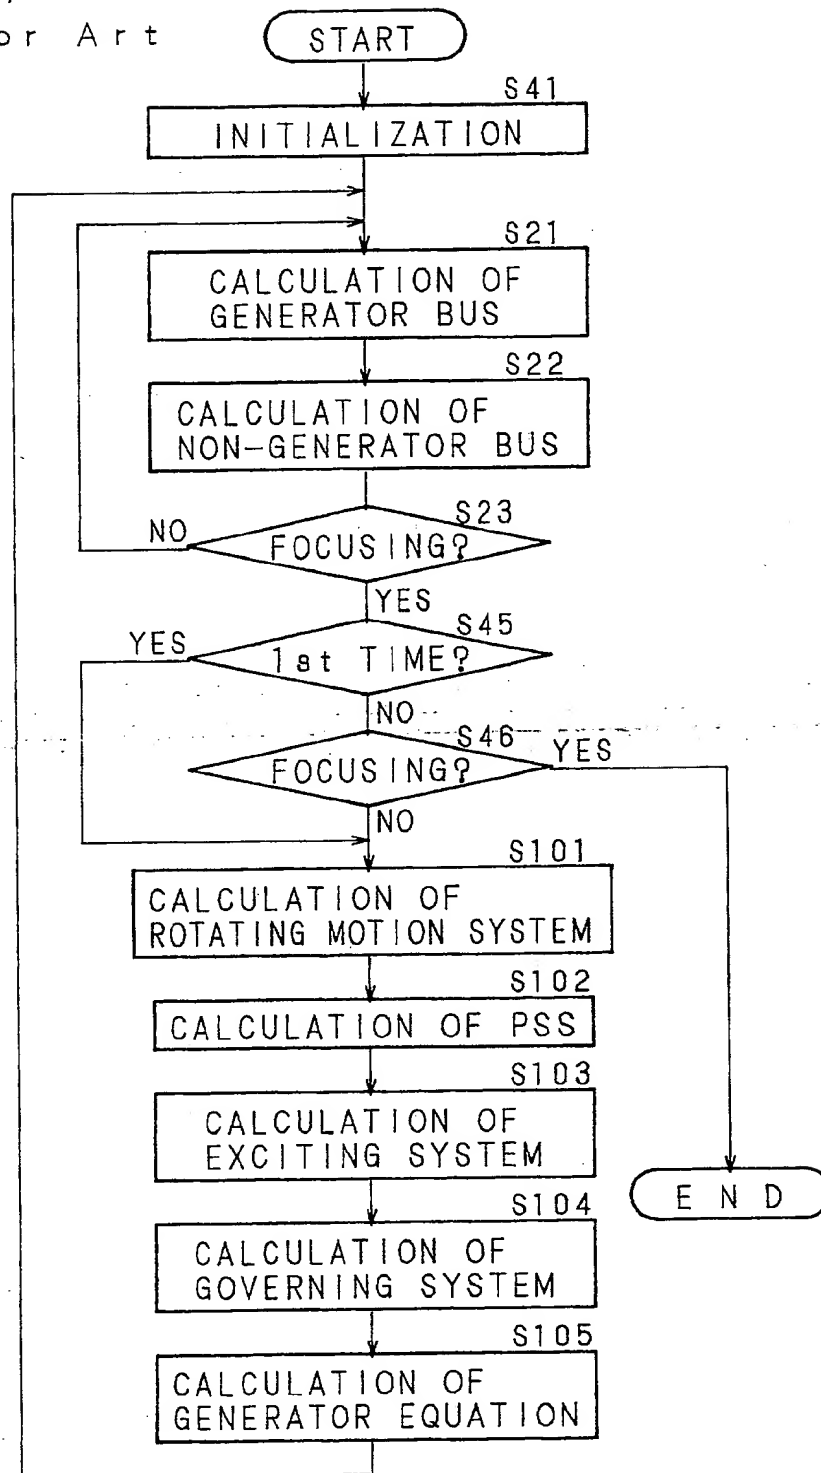 or Art
START
S41
INITIALIZATION
S21
CALCULATION OF
GENERATOR BUS
S22
CALCULATION OF
NON-GENERATOR BUS
S23
NO
FOCUSING?
YES
S45
YES
1st TIME?
NO
S46
FOCUSING?
YES
NO
S101
CALCULATION OF
ROTATING MOTION SYSTEM
S102
CALCULATION OF PSS
S103
CALCULATION OF
EXCITING SYSTEM
END
S104
CALCULATION OF
GOVERNING SYSTEM
S105
CALCULATION OF
GENERATOR EQUATION